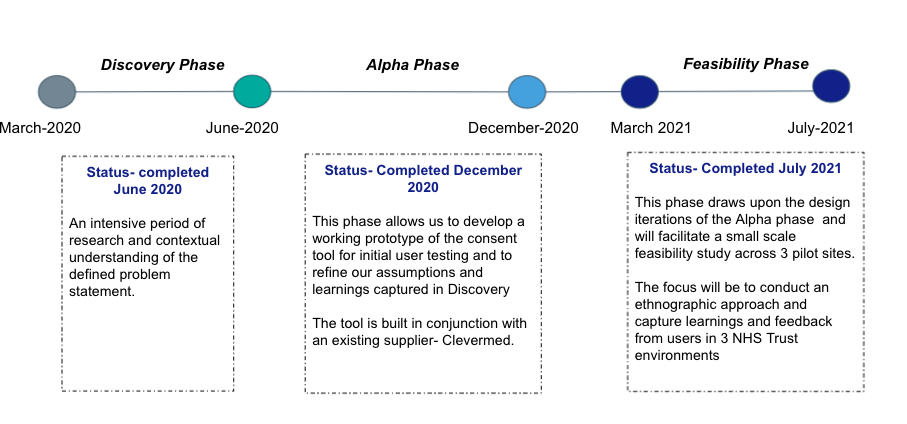 Discovery Phase
Alpha Phase
Feasibility Phase
March-2020
June-2020
December-2020
March 2021
July-2021
Status- completed
June 2020
An intensive period of
research and contextual
understanding of the
defined problem
statement.
Status- Completed December
2020
This phase allows us to develop a
working prototype of the consent
tool for initial user testing and to
refine our assumptions and
learnings captured in Discovery
The tool is built in conjunction with
an existing supplier- Clevermed.
Status- Completed July 2021
This phase draws upon the design
iterations of the Alpha phase  and
will facilitate a small scale
feasibility study across 3 pilot sites.
The focus will be to conduct an
ethnographic approach and
capture learnings and feedback
from users in 3 NHS Trust
environments